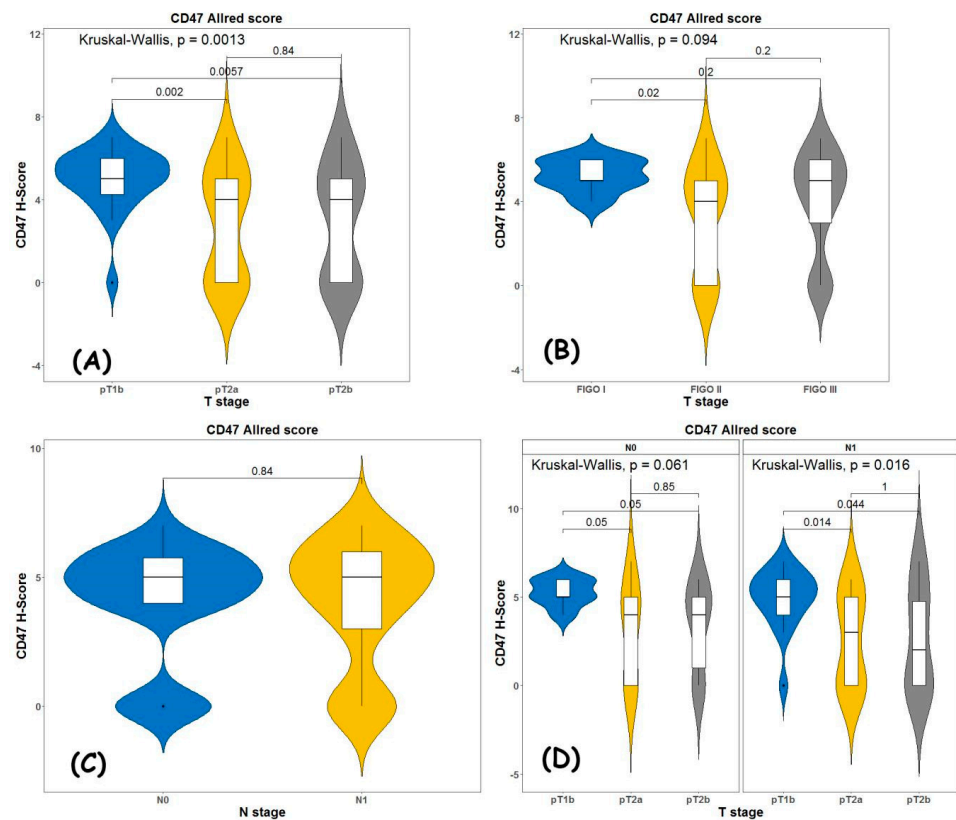 CD47 Allred score
Kruskal-Wallis, p = 0.0013
0.84
0.0057
0.002
12
8
4
0
-4
CD47 H-Score
(A)
pT1b pT2a pT2b
T stage
CD47 Allred score
Kruskal-Wallis, p = 0.094
0.2
0.2
0.02
12
8
4
0
-4
CD47 H-Score
(B)
FIGO I FIGO II FIGO III
T stage
CD47 Allred score
0.84
10
5
0
CD47 H-Score
(C)
N0 N1
N stage
CD47 Allred score
N0 N1
Kruskal-Wallis, p = 0.061
0.85
0.05
0.05
Kruskal-Wallis, p = 0.016
1
0.044
0.014
10
5
0
-5
CD47 H-Score
(D)
pT1b pT2a pT2b pT1b pT2a pT2b
T stage